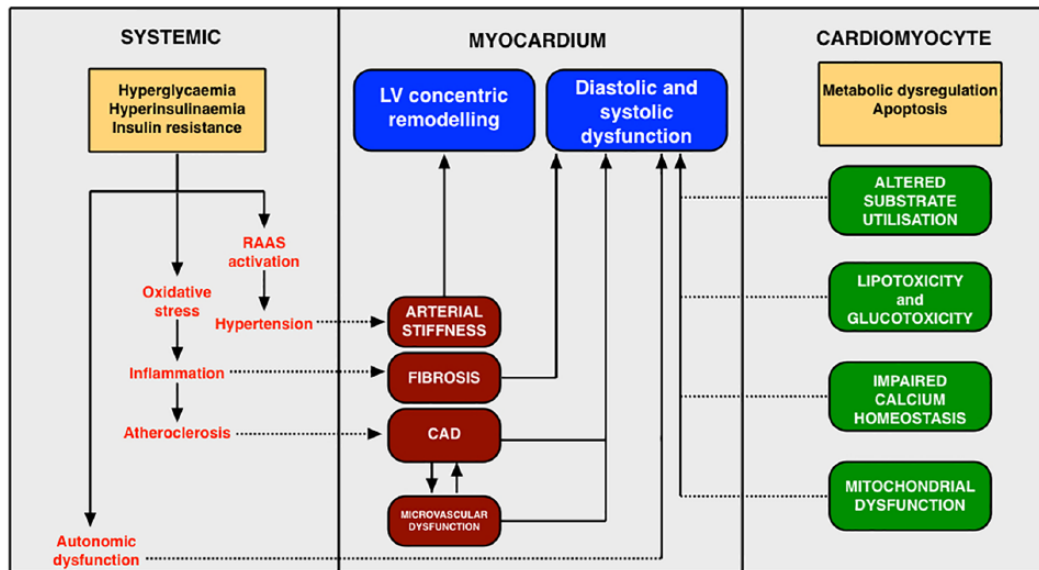 SYSTEMIC
Hyperglycaemia
Hyperinsulinaemia
Insulin resistance
RAAS
activation
Oxidative
stress
Hypertension
Inflammation
Atheroclerosis
Autonomic
dysfunction
MYOCARDIUM
LV concentric
remodelling
Diastolic and
systolic
dysfunction
ARTERIAL
STIFFNESS
FIBROSIS
CAD
MICROVASCULAR
DYSFUNCTION
CARDIOMYOCYTE
Metabolic dysregulation
Apoptosis
ALTERED
SUBSTRATE
UTILISATION
LIPOTOXICITY
and
GLUCOTOXICITY
IMPAIRED
CALCIUM
HOMEOSTASIS
MITOCHONDRIAL
DYSFUNCTION